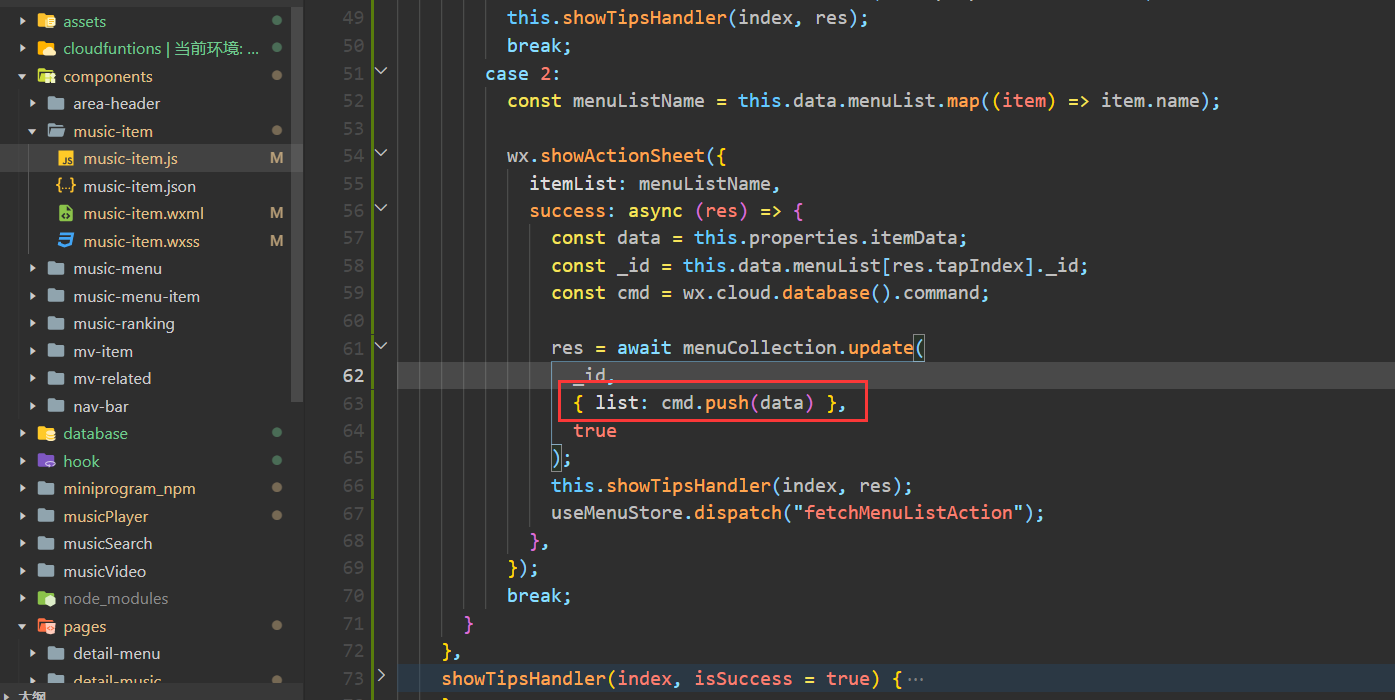 assets
cloudfuntions | 当前环境: ...
components
area-header
music-item
music-item.js M
music-item.json
music-item.wxml M
music-item.wxss M
music-menu
music-menu-item
music-ranking
mv-item
mv-related
nav-bar
database
hook
miniprogram_npm
musicPlayer
musicSearch
musicVideo
node_modules
pages
detail-menu
detail-music
大纲
49 this.showTipsHandler(index, res);
50 break;
51 case 2:
52 const menuListName = this.data.menuList.map((item) => item.name);
53
54 wx.showActionSheet({
55 itemList: menuListName,
56 success: async (res) => {
57 const data = this.properties.itemData;
58 const _id = this.data.menuList[res.tapIndex]._id;
59 const cmd = wx.cloud.database().command;
60
61 res = await menuCollection.update(
62 _id,
63 { list: cmd.push(data) },
64 true
65 );
66 this.showTipsHandler(index, res);
67 useMenuStore.dispatch("fetchMenuListAction");
68 },
69 });
70 break;
71 }
72 },
73 showTipsHandler(index, isSuccess = true) { ...